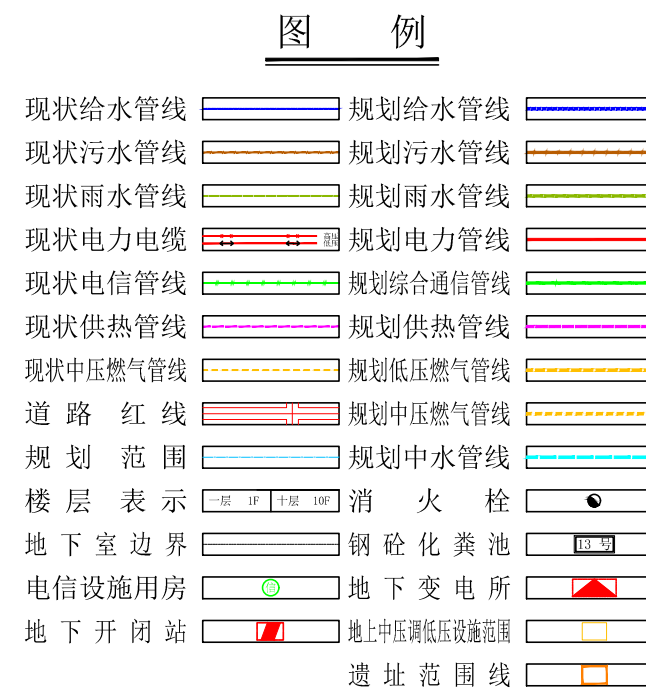 图 例
现状给水管线 规划给水管线
现状污水管线 规划污水管线
现状雨水管线 规划雨水管线
现状电力电缆 高压 低压 规划电力管线
现状电信管线 规划综合通信管线
现状供热管线 规划供热管线
现状中压燃气管线 规划低压燃气管线
道路红线 规划中压燃气管线
规划范围 规划中水管线
楼层表示 一层 1F 十层 10F 消火栓
地下室边界 钢砼化粪池 13 号
电信设施用房 信 地下变电所
地下开闭站 地上中压调低压设施范围
遗址范围线